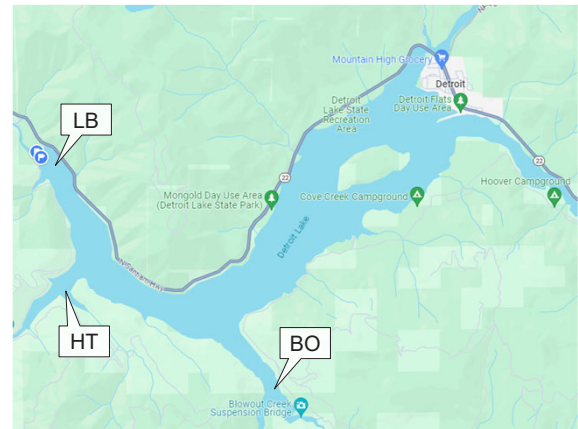 Mountain High Grocery
Detroit
Detroit
Lake State
Recreation
Area
Detroit Flats
Day Use Area
LB
22
Hoover Campground
22
Mongold Day Use Area
(Detroit Lake State Park)
Cove Creek Campground
Detroit Lake
N Santiam Hwy
HT
BO
Blowout Creek
Suspension Bridge